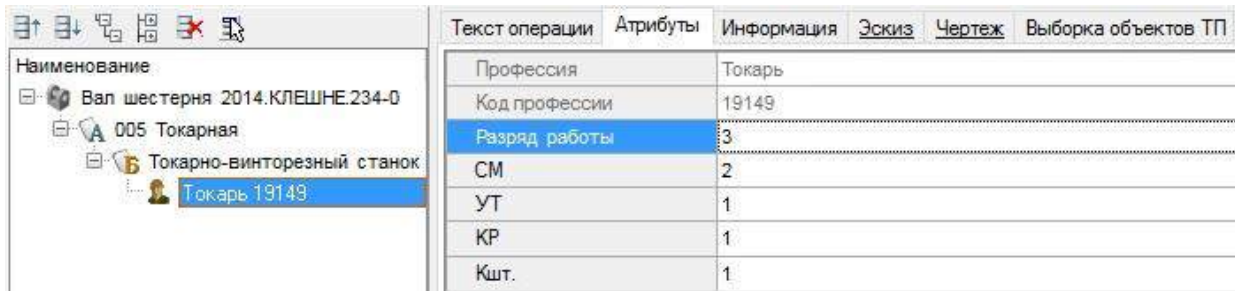 Наименование
Вал шестерня 2014.КЛЕШНЕ.234-0
А 005 Токарная
Б Токарно-винторезный станок
Токарь 19149
Текст операции Атрибуты Информация Эскиз Чертеж Выборка объектов ТП
Профессия Токарь
Код профессии 19149
Разряд работы 3
СМ 2
УТ 1
КР 1
Кшт. 1